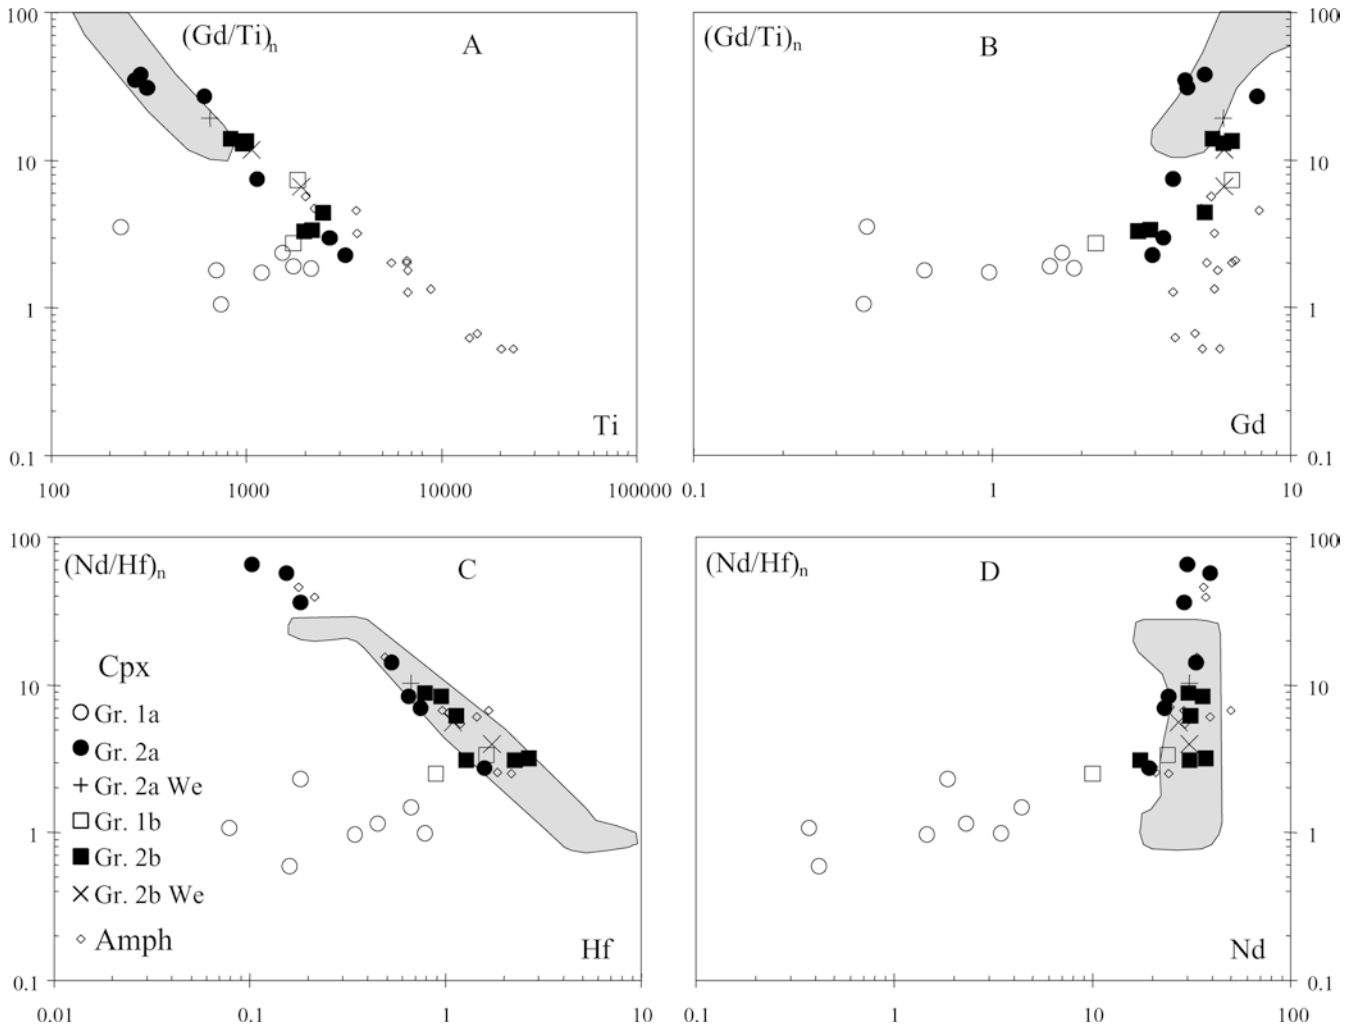 100
(Gd/Ti)n
A
10
1
0.1
Ti
100
1000
10000
100000
(Gd/Ti)n
B
100
10
1
0.1
Gd
0.1
1
10
100
(Nd/Hf)n
C
10
1
0.1
Cpx
Gr. 1a
Gr. 2a
Gr. 2a We
Gr. 1b
Gr. 2b
Gr. 2b We
Amph
Hf
0.01
0.1
1
10
(Nd/Hf)n
D
100
10
1
0.1
Nd
0.1
1
10
100